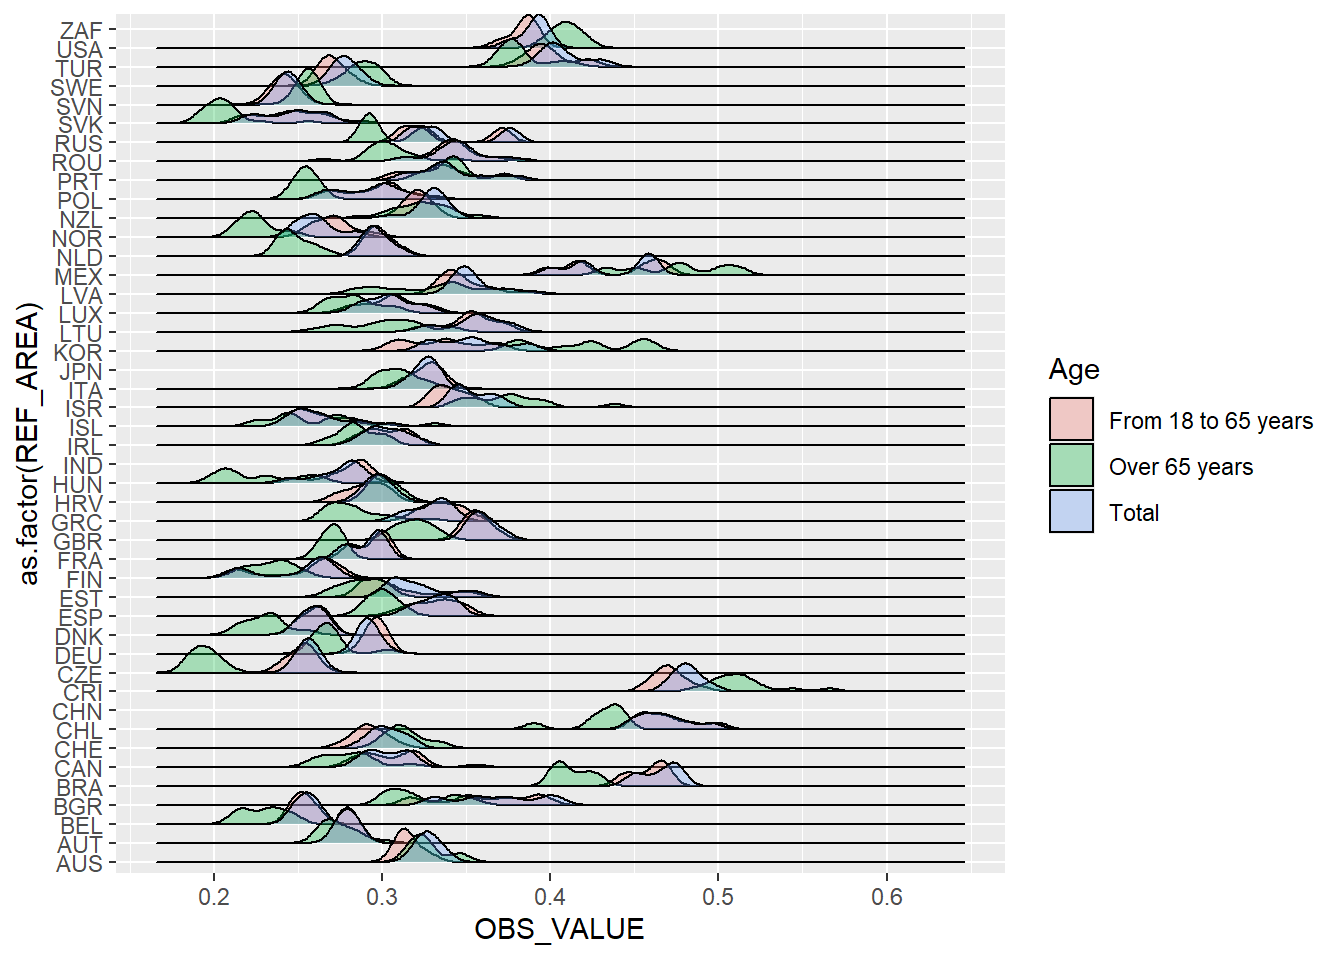 ZAF
USA
TUR
SWE
SVN
SVK
RUS
ROU
PRT
POL
NZL
NOR
NLD
MEX
LVA
LUX
LTU
KOR
JPN
ITA
ISR
ISL
IRL
IND
HUN
HRV
GRC
GBR
FRA
FIN
EST
ESP
DNK
DEU
CZE
CRI
CHN
CHL
CHE
CAN
BRA
BGR
BEL
AUT
AUS
as.factor(REF_AREA)
0.2 0.3 0.4 0.5 0.6
OBS_VALUE
Age
From 18 to 65 years
Over 65 years
Total